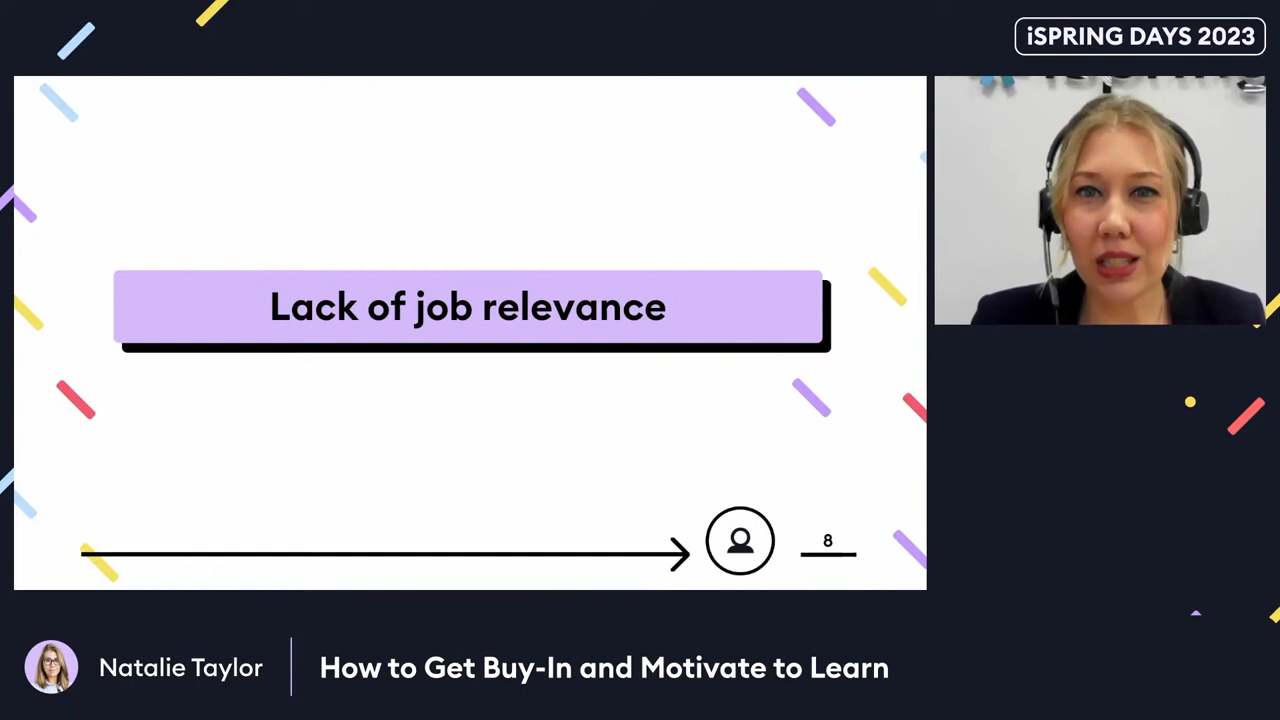 iSPRING DAYS 2023
Lack of job relevance
8
Natalie Taylor
How to Get Buy-In and Motivate to Learn